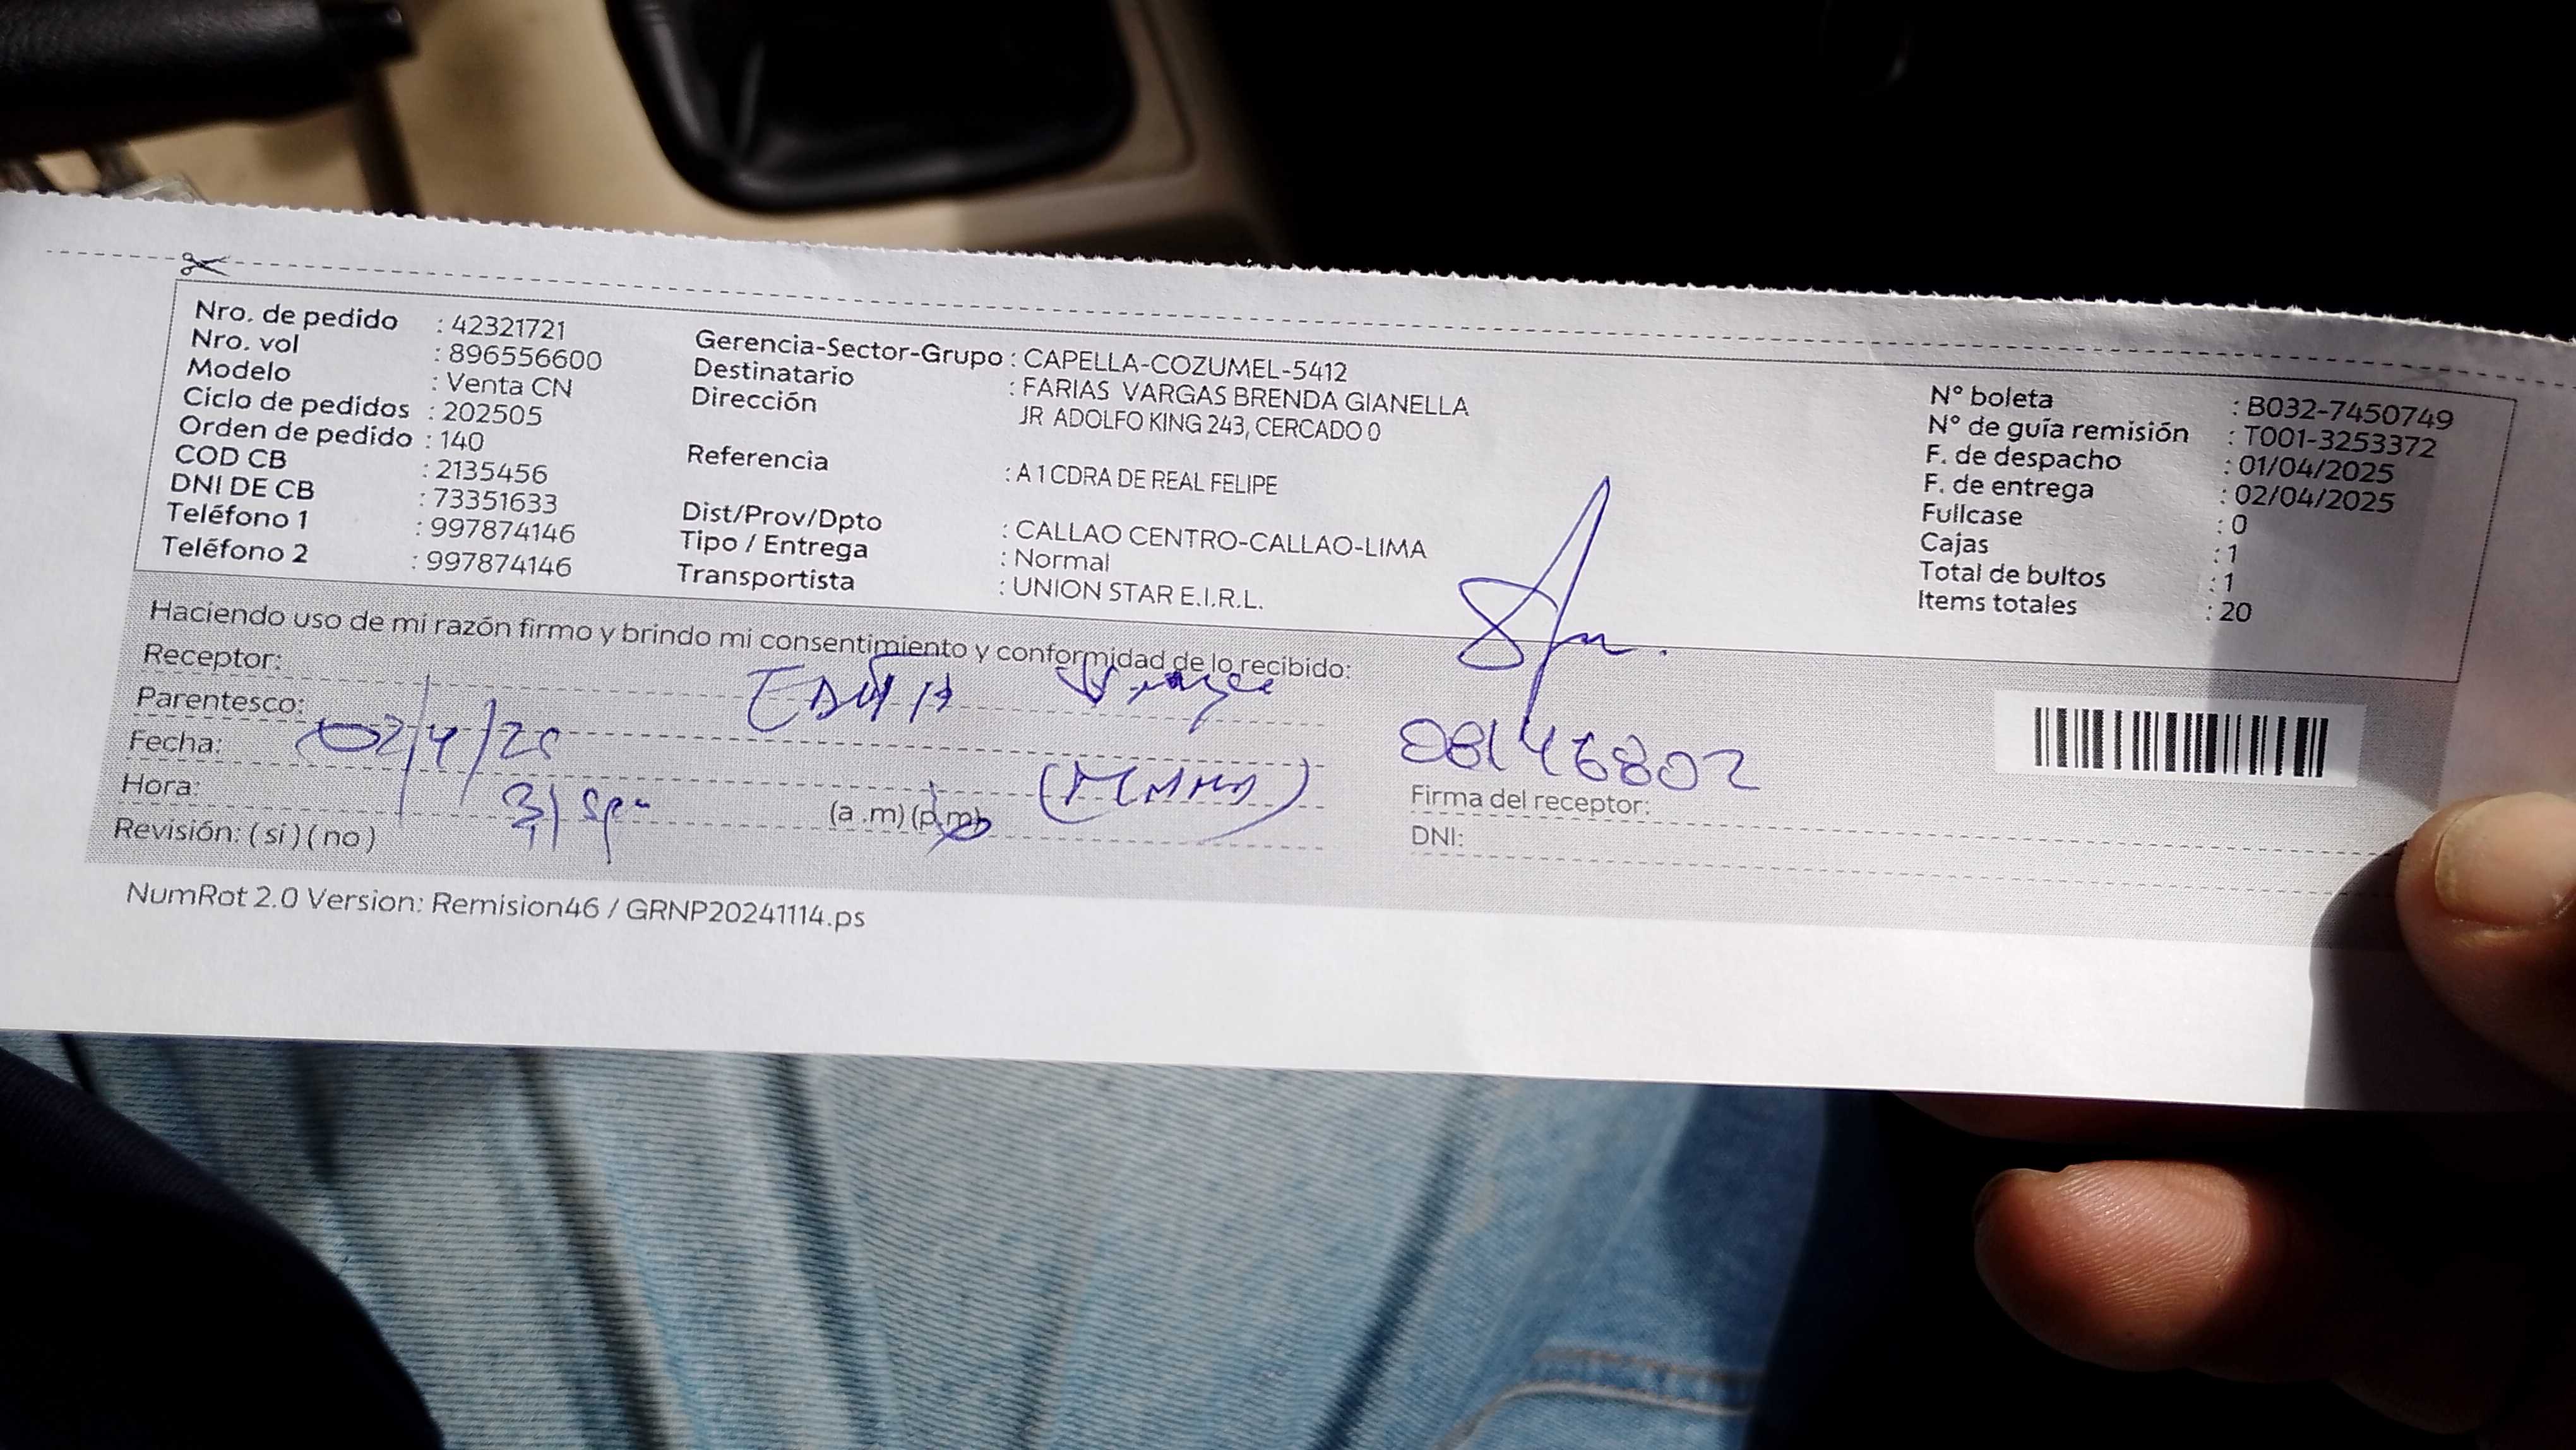 Nro. de pedido : 42321721
Nro. vol : 896556600
Modelo : Venta CN
Ciclo de pedidos : 202505
Orden de pedido : 140
COD CB : 2135456
DNI DE CB : 73351633
Teléfono 1 : 997874146
Teléfono 2 : 997874146
Gerencia-Sector-Grupo : CAPELLA-COZUMEL-5412
Destinatario : FARIAS VARGAS BRENDA GIANELLA
Dirección JR ADOLFO KING 243, CERCADO 0
Referencia : A 1 CDRA DE REAL FELIPE
Dist/Prov/Dpto : CALLAO CENTRO-CALLAO-LIMA
Tipo / Entrega : Normal
Transportista : UNION STAR E.I.R.L.
N° boleta : B032-7450749
N° de guía remisión : T001-3253372
F. de despacho : 01/04/2025
F. de entrega : 02/04/2025
Fullcase : 0
Cajas : 1
Total de bultos : 1
Items totales : 20
Haciendo uso de mi razón firmo y brindo mi consentimiento y conformidad de lo recibido:
Receptor:
Parentesco:
Fecha: 02/4/25
Hora: (a .m) (p.m)
Revisión: ( si ) ( no )
08146802
Firma del receptor:
DNI:
NumRot 2.0 Version: Remision46 / GRNP20241114.ps